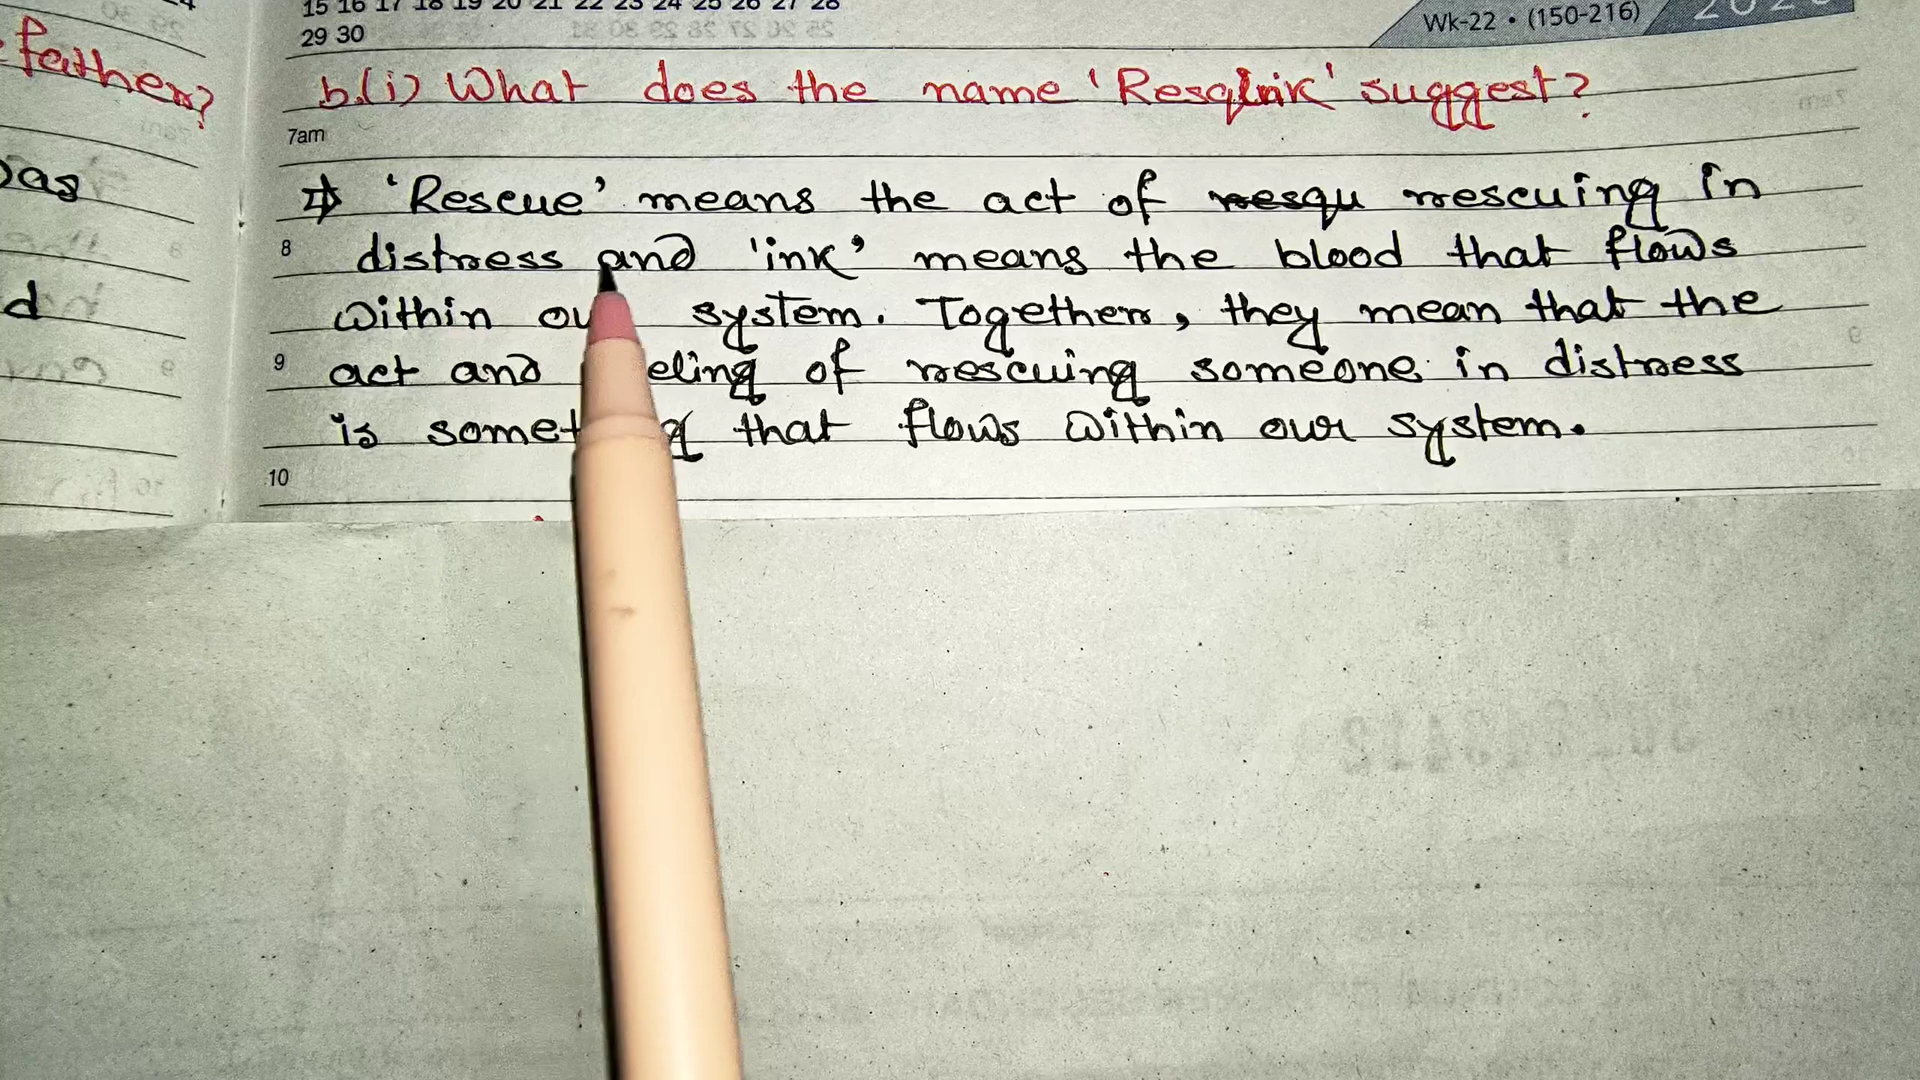 15 16 17 18 19 20 21 22 23 24 25 26 27 28
29 30
Wk-22 • (150-216)
father?
b.(i) What does the name 'Resqink' suggest?
7am
⇒ 'Rescue' means the act of resqu rescuing in
8 distress and 'ink' means the blood that flows
d
within system. Together, they mean that the
9 act and of rescuing someone in distress
is that flows within our system.
10